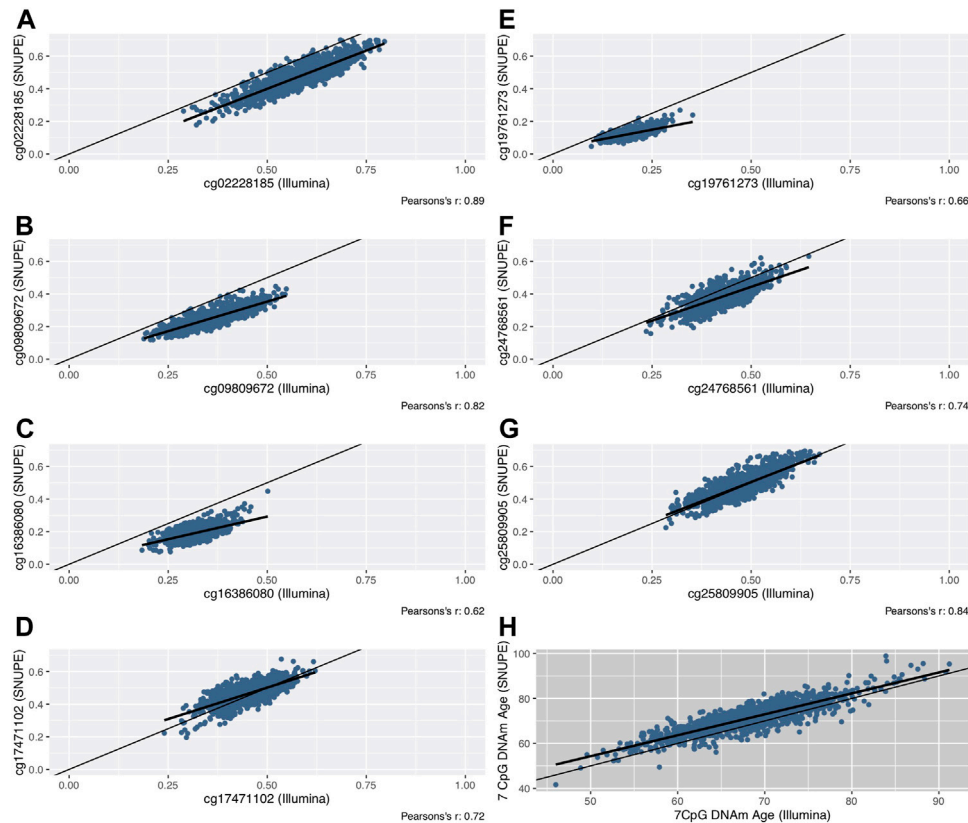 A
cg02228185 (SNUPE)
0.6
0.4
0.2
0.0
0.00 0.25 0.50 0.75 1.00
cg02228185 (Illumina)
Pearsons's r: 0.89
B
cg09809672 (SNUPE)
0.6
0.4
0.2
0.0
0.00 0.25 0.50 0.75 1.00
cg09809672 (Illumina)
Pearsons's r: 0.82
C
cg16386080 (SNUPE)
0.6
0.4
0.2
0.0
0.00 0.25 0.50 0.75 1.00
cg16386080 (Illumina)
Pearsons's r: 0.62
D
cg17471102 (SNUPE)
0.6
0.4
0.2
0.0
0.00 0.25 0.50 0.75 1.00
cg17471102 (Illumina)
Pearsons's r: 0.72
E
cg19761273 (SNUPE)
0.6
0.4
0.2
0.0
0.00 0.25 0.50 0.75 1.00
cg19761273 (Illumina)
Pearsons's r: 0.66
F
cg24768561 (SNUPE)
0.6
0.4
0.2
0.0
0.00 0.25 0.50 0.75 1.00
cg24768561 (Illumina)
Pearsons's r: 0.74
G
cg25809905 (SNUPE)
0.6
0.4
0.2
0.0
0.00 0.25 0.50 0.75 1.00
cg25809905 (Illumina)
Pearsons's r: 0.84
H
7 CpG DNAm Age (SNUPE)
100
80
60
40
50 60 70 80 90
7CpG DNAm Age (Illumina)